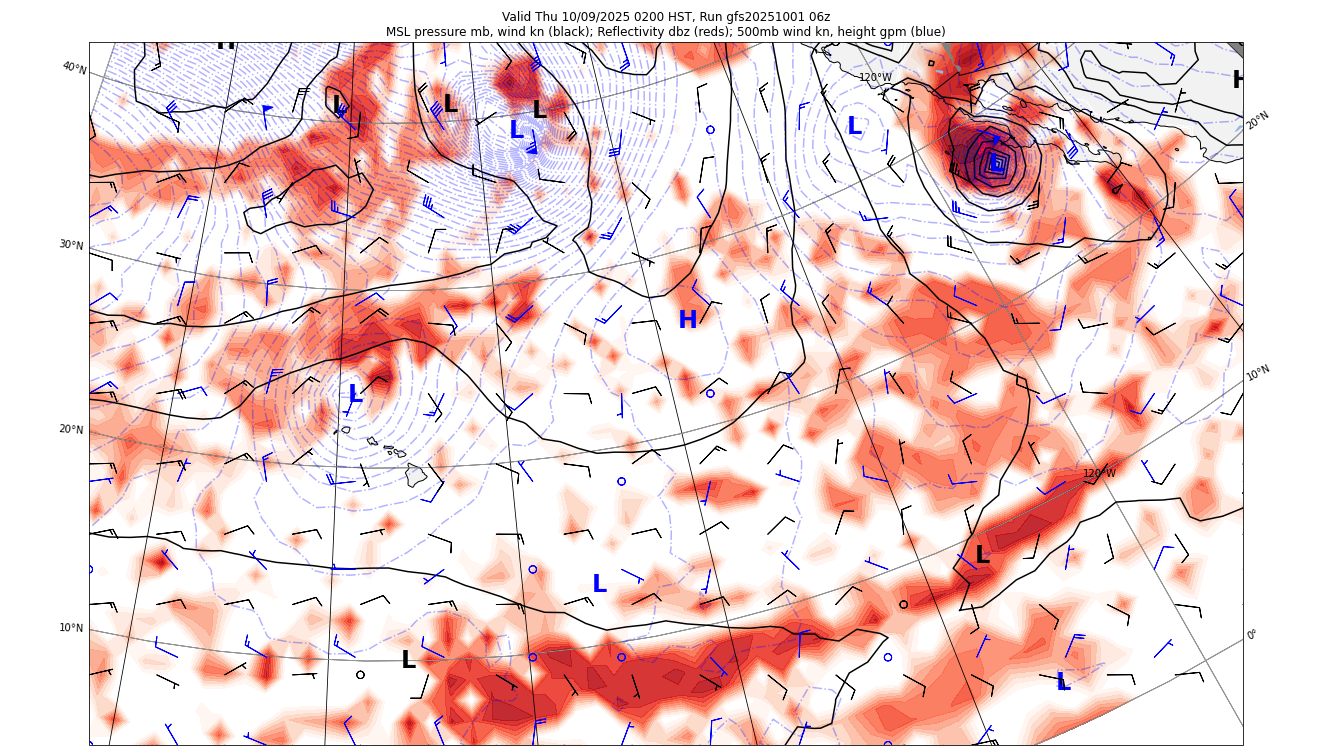 Valid Thu 10/09/2025 0200 HST, Run gfs20251001 06z
MSL pressure mb, wind kn (black); Reflectivity dbz (reds); 500mb wind kn, height gpm (blue)
H
40°N
120°W
H
L
L
L
L
L
20°N
L
30°N
H
10°N
L
20°N
120°W
L
L
10°N
0°
L
L